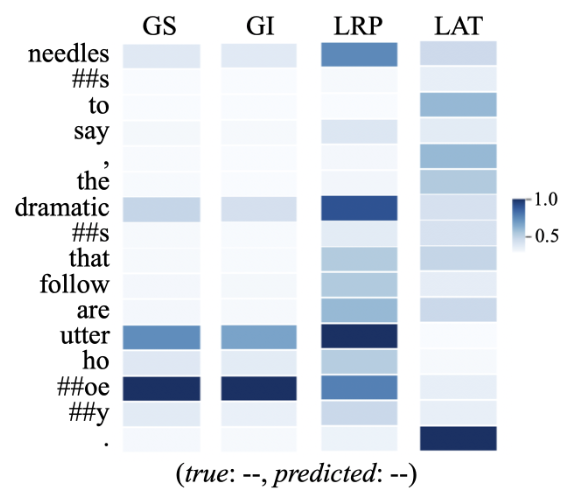 GS GI LRP LAT
needles
##s
to
say
,
the
dramatic
##s
that
follow
are
utter
ho
##oe
##y
.
1.0
0.5
(true: --, predicted: --)